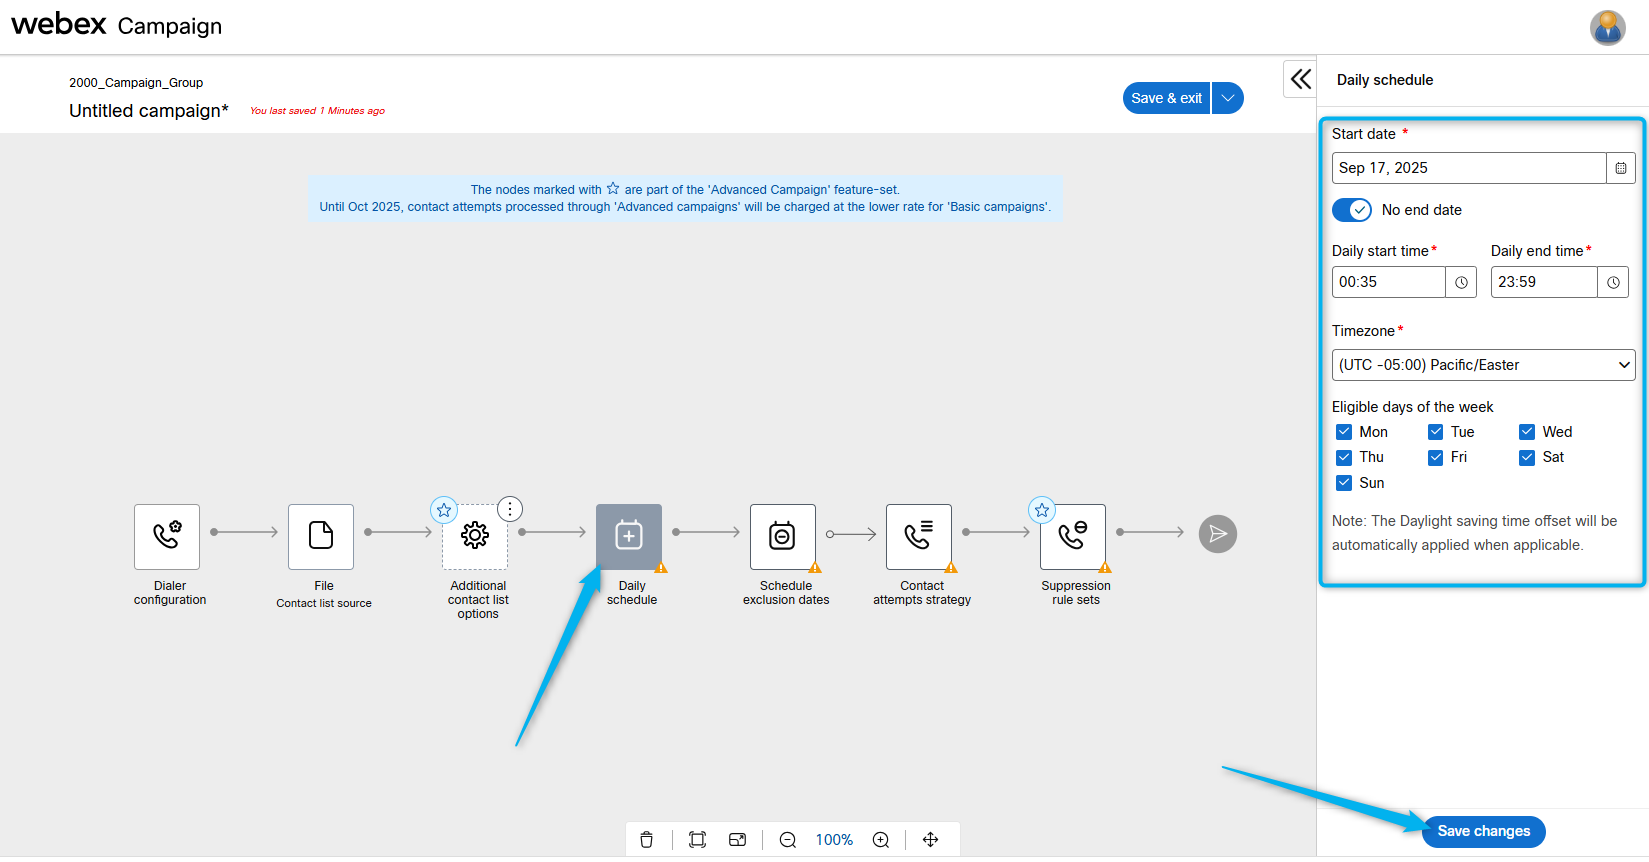 webex Campaign
2000_Campaign_Group
Untitled campaign*
You last saved 1 Minutes ago
Save & exit
The nodes marked with ☆ are part of the 'Advanced Campaign' feature-set.
Until Oct 2025, contact attempts processed through 'Advanced campaigns' will be charged at the lower rate for 'Basic campaigns'.
Dialer
configuration
File
Contact list source
Additional
contact list
options
Daily
schedule
Schedule
exclusion dates
Contact
attempts strategy
Suppression
rule sets
100%
Daily schedule
Start date *
Sep 17, 2025
No end date
Daily start time* Daily end time*
00:35 23:59
Timezone*
(UTC -05:00) Pacific/Easter
Eligible days of the week
Mon Tue Wed
Thu Fri Sat
Sun
Note: The Daylight saving time offset will be
automatically applied when applicable.
Save changes